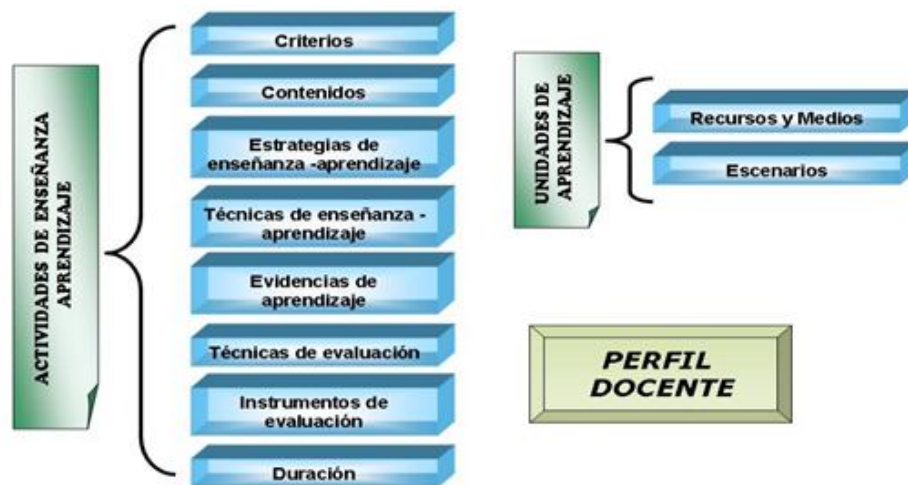 ACTIVIDADES DE ENSEÑANZA
APRENDIZAJE
Criterios
Contenidos
Estrategias de
enseñanza -aprendizaje
Técnicas de enseñanza -
aprendizaje
Evidencias de
aprendizaje
Técnicas de evaluación
Instrumentos de
evaluación
Duración
UNIDADES DE
APRENDIZAJE
Recursos y Medios
Escenarios
PERFIL
DOCENTE